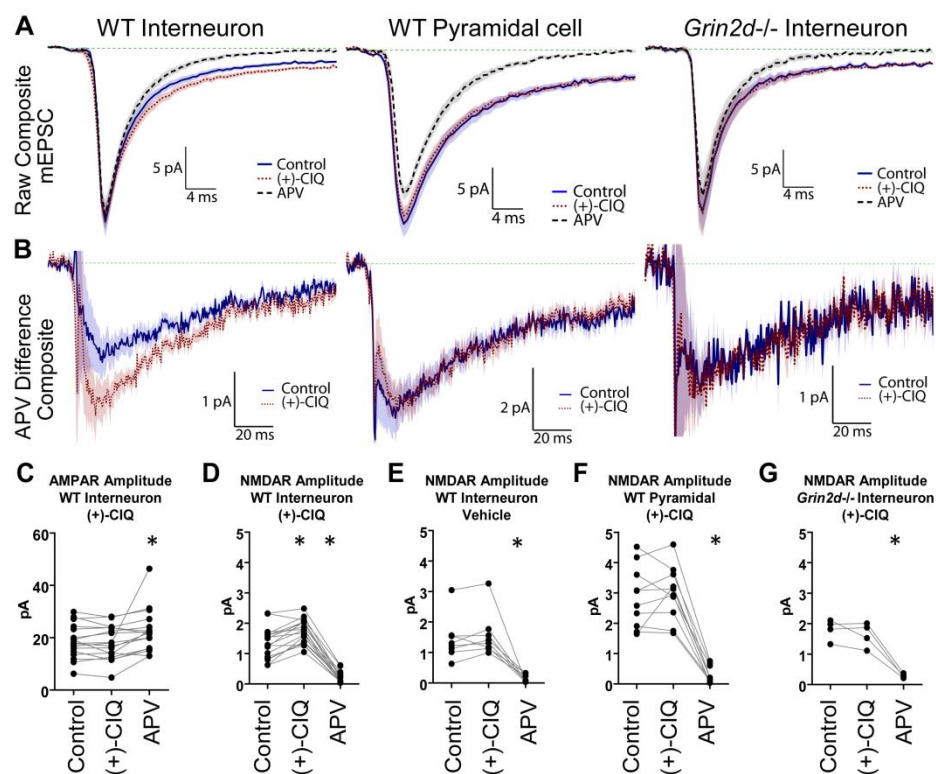 A
WT Interneuron
WT Pyramidal cell
Grin2d-/- Interneuron
Raw Composite
mEPSC
5 pA
4 ms
Control
(+)-CIQ
APV
5 pA
4 ms
Control
(+)-CIQ
APV
5 pA
4 ms
Control
(+)-CIQ
APV
B
APV Difference
Composite
1 pA
20 ms
Control
(+)-CIQ
2 pA
20 ms
Control
(+)-CIQ
1 pA
20 ms
Control
(+)-CIQ
C
AMPAR Amplitude
WT Interneuron
(+)-CIQ
*
pA
60
40
20
0
Control
(+)-CIQ
APV
D
NMDAR Amplitude
WT Interneuron
(+)-CIQ
* *
pA
5
4
3
2
1
0
Control
(+)-CIQ
APV
E
NMDAR Amplitude
WT Interneuron
Vehicle
*
pA
5
4
3
2
1
0
Control
(+)-CIQ
APV
F
NMDAR Amplitude
WT Pyramidal
(+)-CIQ
*
pA
5
4
3
2
1
0
Control
(+)-CIQ
APV
G
NMDAR Amplitude
Grin2d-/- Interneuron
(+)-CIQ
*
pA
5
4
3
2
1
0
Control
(+)-CIQ
APV